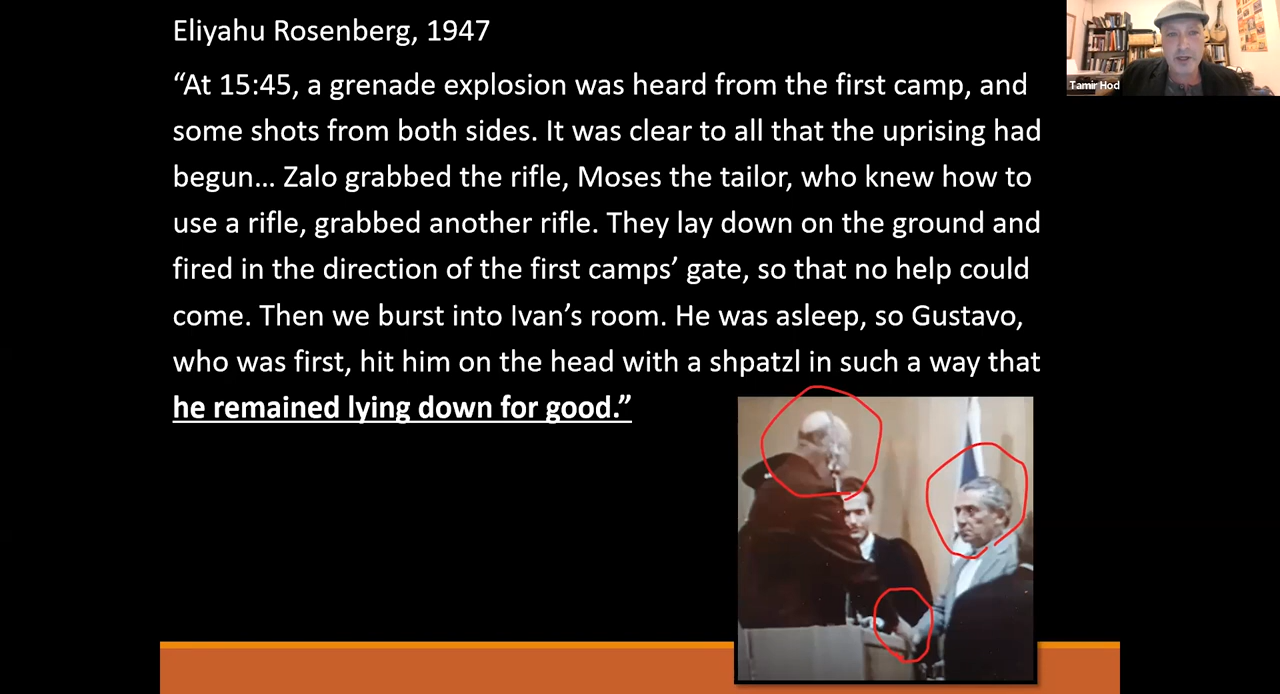 Eliyahu Rosenberg, 1947
“At 15:45, a grenade explosion was heard from the first camp, and
some shots from both sides. It was clear to all that the uprising had
begun… Zalo grabbed the rifle, Moses the tailor, who knew how to
use a rifle, grabbed another rifle. They lay down on the ground and
fired in the direction of the first camps’ gate, so that no help could
come. Then we burst into Ivan’s room. He was asleep, so Gustavo,
who was first, hit him on the head with a shpatzl in such a way that
he remained lying down for good.”
Tamir Hod